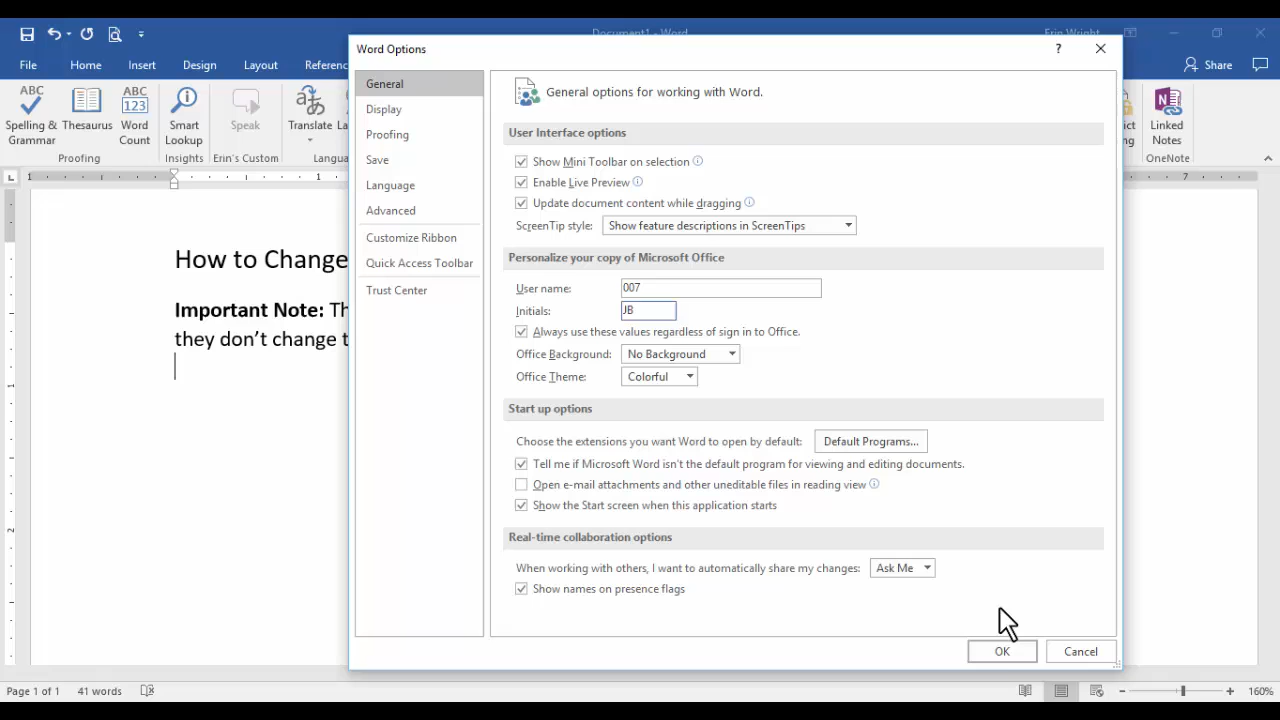 Document1 - Word
Erin Wright
File
Home
Insert
Design
Layout
Share
ABC
Spelling &
Grammar
Thesaurus
ABC
123
Word
Count
Smart
Lookup
Speak
Translate
Linked
Notes
Proofing
Insights
Erin's Custom
OneNote
1
1
7
1
2
How to Change
Important Note:
they don't change
Word Options
?
General
Display
Proofing
Save
Language
Advanced
Customize Ribbon
Quick Access Toolbar
Trust Center
General options for working with Word.
User Interface options
Show Mini Toolbar on selection
Enable Live Preview
Update document content while dragging
ScreenTip style: Show feature descriptions in ScreenTips
Personalize your copy of Microsoft Office
User name: 007
Initials: JB
Always use these values regardless of sign in to Office.
Office Background: No Background
Office Theme: Colorful
Start up options
Choose the extensions you want Word to open by default: Default Programs...
Tell me if Microsoft Word isn't the default program for viewing and editing documents.
Open e-mail attachments and other uneditable files in reading view
Show the Start screen when this application starts
Real-time collaboration options
When working with others, I want to automatically share my changes: Ask Me
Show names on presence flags
OK
Cancel
Page 1 of 1
41 words
160%